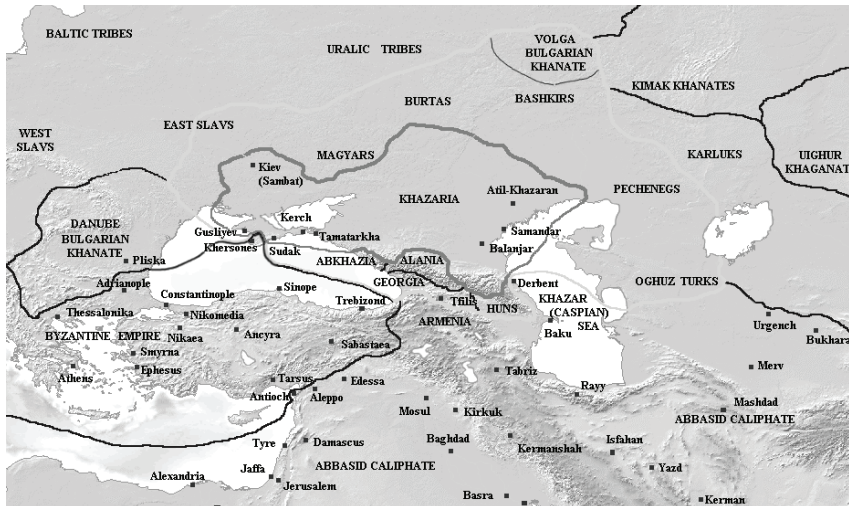 BALTIC TRIBES
URALIC TRIBES
VOLGA
BULGARIAN
KHANATE
KIMAK KHANATES
BASHKIRS
BURTAS
EAST SLAVS
WEST
SLAVS
MAGYARS
KARLUKS
UIGHUR
KHAGANAT
Kiev
(Sambat)
KHAZARIA
Atil-Khazaran
PECHENEGS
DANUBE
BULGARIAN
KHANATE
Gusliyev
Kerch
Tamatarkha
Khersones
Sudak
Samandar
Balanjar
Pliska
ABKHAZIA
ALANIA
GEORGIA
Derbent
OGHUZ TURKS
Adrianople
Constantinople
Sinope
Trebizond
Tfilis
HUNS
KHAZAR
(CASPIAN)
SEA
Thessalonika
Nikomedia
ARMENIA
Baku
Urgench
Bukhara
BYZANTINE EMPIRE
Nikaea
Ancyra
Sabastaea
Smyrna
Athens
Ephesus
Tarsus
Edessa
Tabriz
Rayy
Merv
Antioch
Aleppo
Mosul
Kirkuk
Mashdad
ABBASID CALIPHATE
Tyre
Damascus
Baghdad
Kermanshah
Isfahan
Jaffa
ABBASID CALIPHATE
Yazd
Alexandria
Jerusalem
Basra
Kerman